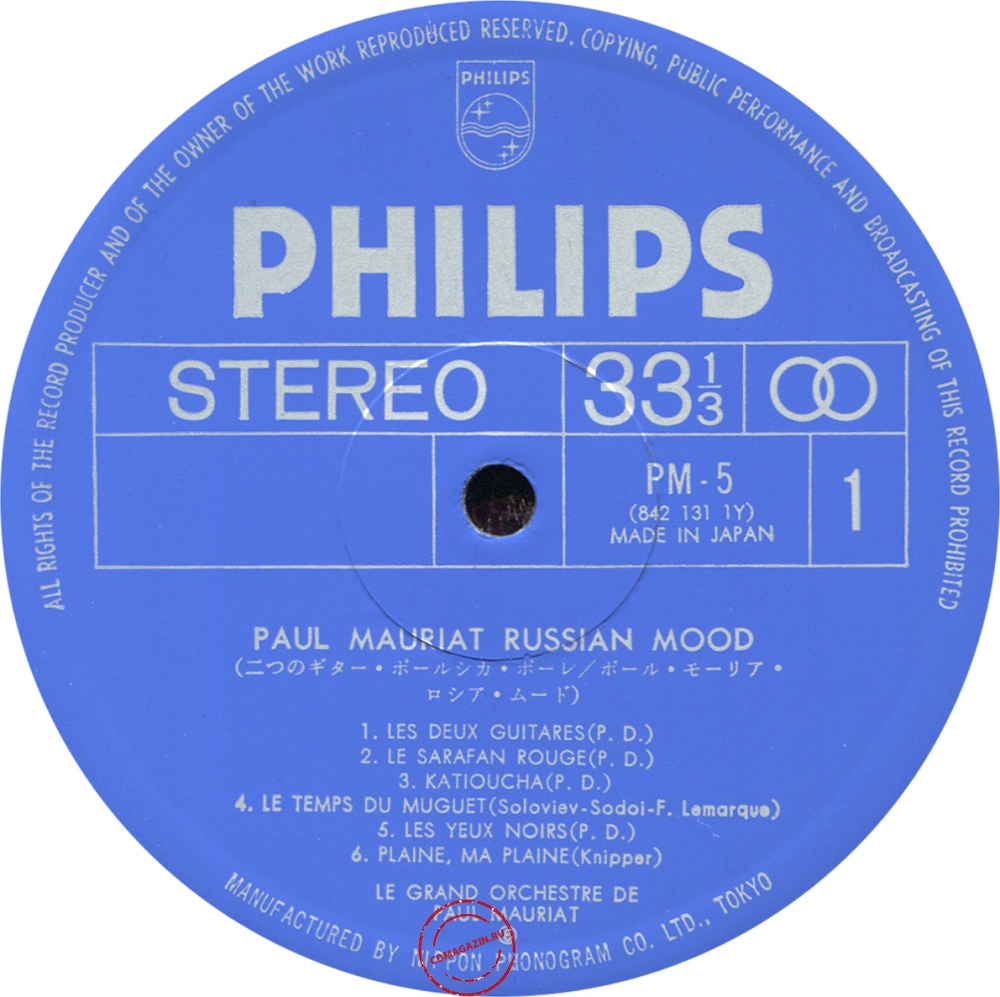 ALL RIGHTS OF THE RECORD PRODUCER AND OF THE OWNER OF THE WORK REPRODUCED RESERVED. COPYING, PUBLIC PERFORMANCE AND BROADCASTING OF THIS RECORD PROHIBITED
PHILIPS
PHILIPS
STEREO
33 1/3
PM-5
(842 131 1Y)
MADE IN JAPAN
1
PAUL MAURIAT RUSSIAN MOOD
(二つのギター・ポールシカ・ポーレ／ポール・モーリア・
ロシア・ムード)
1. LES DEUX GUITARES(P. D.)
2. LE SARAFAN ROUGE(P. D.)
3. KATIOUCHA(P. D.)
4. LE TEMPS DU MUGUET(Soloviev-Sodoi-F. Lemarque)
5. LES YEUX NOIRS(P. D.)
6. PLAINE, MA PLAINE(Knipper)
LE GRAND ORCHESTRE DE
PAUL MAURIAT
MANUFACTURED BY NIPPON PHONOGRAM CO. LTD., TOKYO
CDMAGAZIN.RU